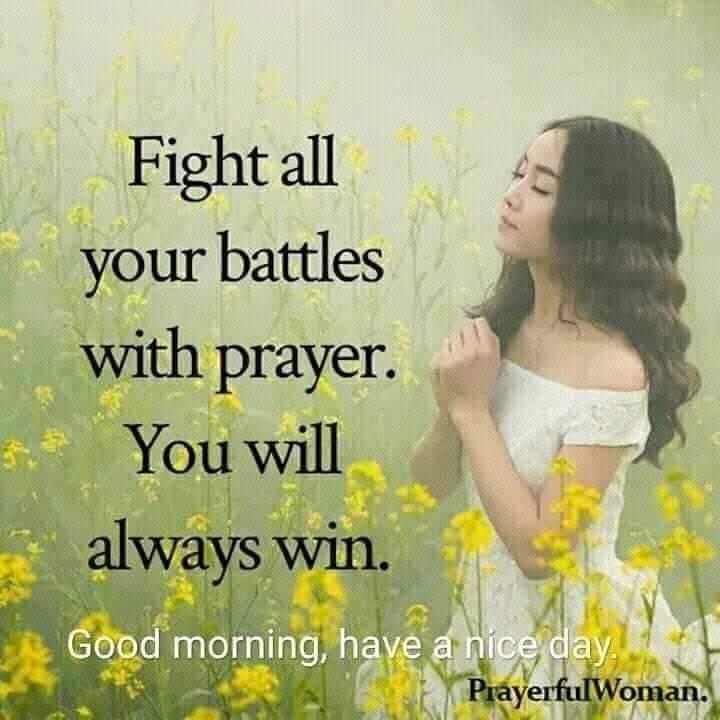 Fight all
your battles
with prayer.
You will
always win.
Good morning, have a nice day.
PrayerfulWoman.